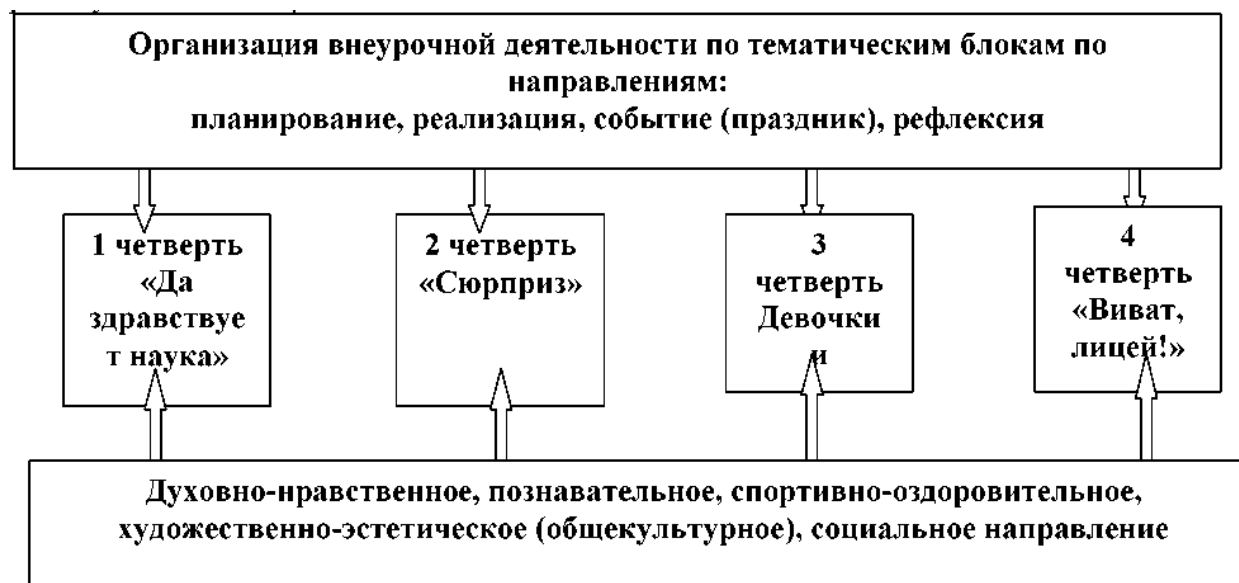 Организация внеурочной деятельности по тематическим блокам по
направлениям:
планирование, реализация, событие (праздник), рефлексия
1 четверть
«Да
здравствуе
т наука»
2 четверть
«Сюрприз»
3
четверть
Девочки
и
4
четверть
«Виват,
лицей!»
Духовно-нравственное, познавательное, спортивно-оздоровительное,
художественно-эстетическое (общекультурное), социальное направление